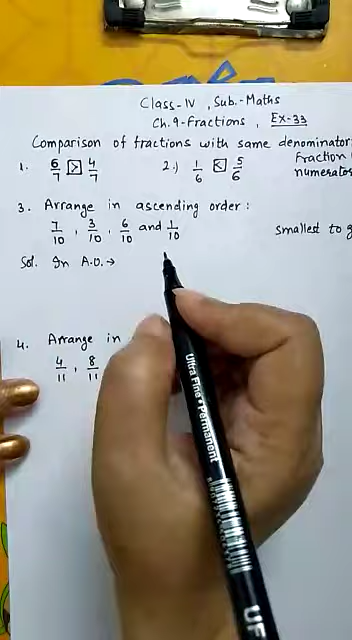 Class-IV , Sub.-Maths
Ch.9-Fractions , Ex-33
Comparison of fractions with same denominator
1. 6/7 > 4/7 2.) 1/6 < 5/6 Fraction numerator
3. Arrange in ascending order :
7/10 , 3/10 , 6/10 and 1/10 smallest to g
Sol. In A.O. →
4. Arrange in
4/11 , 8/11
Ultra Fine • Permanent